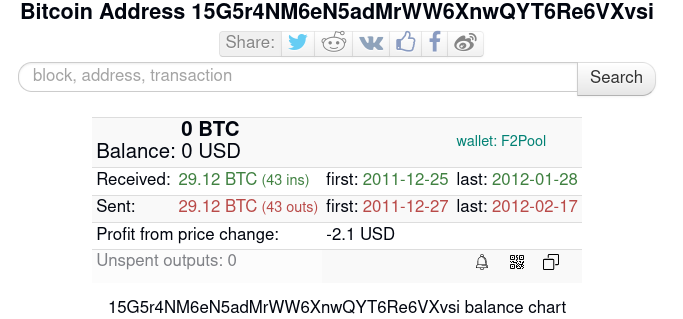 Bitcoin Address 15G5r4NM6eN5adMrWW6XnwQYT6Re6VXvsi
Share:
block, address, transaction Search
0 BTC
Balance: 0 USD wallet: F2Pool
Received: 29.12 BTC (43 ins) first: 2011-12-25 last: 2012-01-28
Sent: 29.12 BTC (43 outs) first: 2011-12-27 last: 2012-02-17
Profit from price change: -2.1 USD
Unspent outputs: 0
15G5r4NM6eN5adMrWW6XnwQYT6Re6VXvsi balance chart